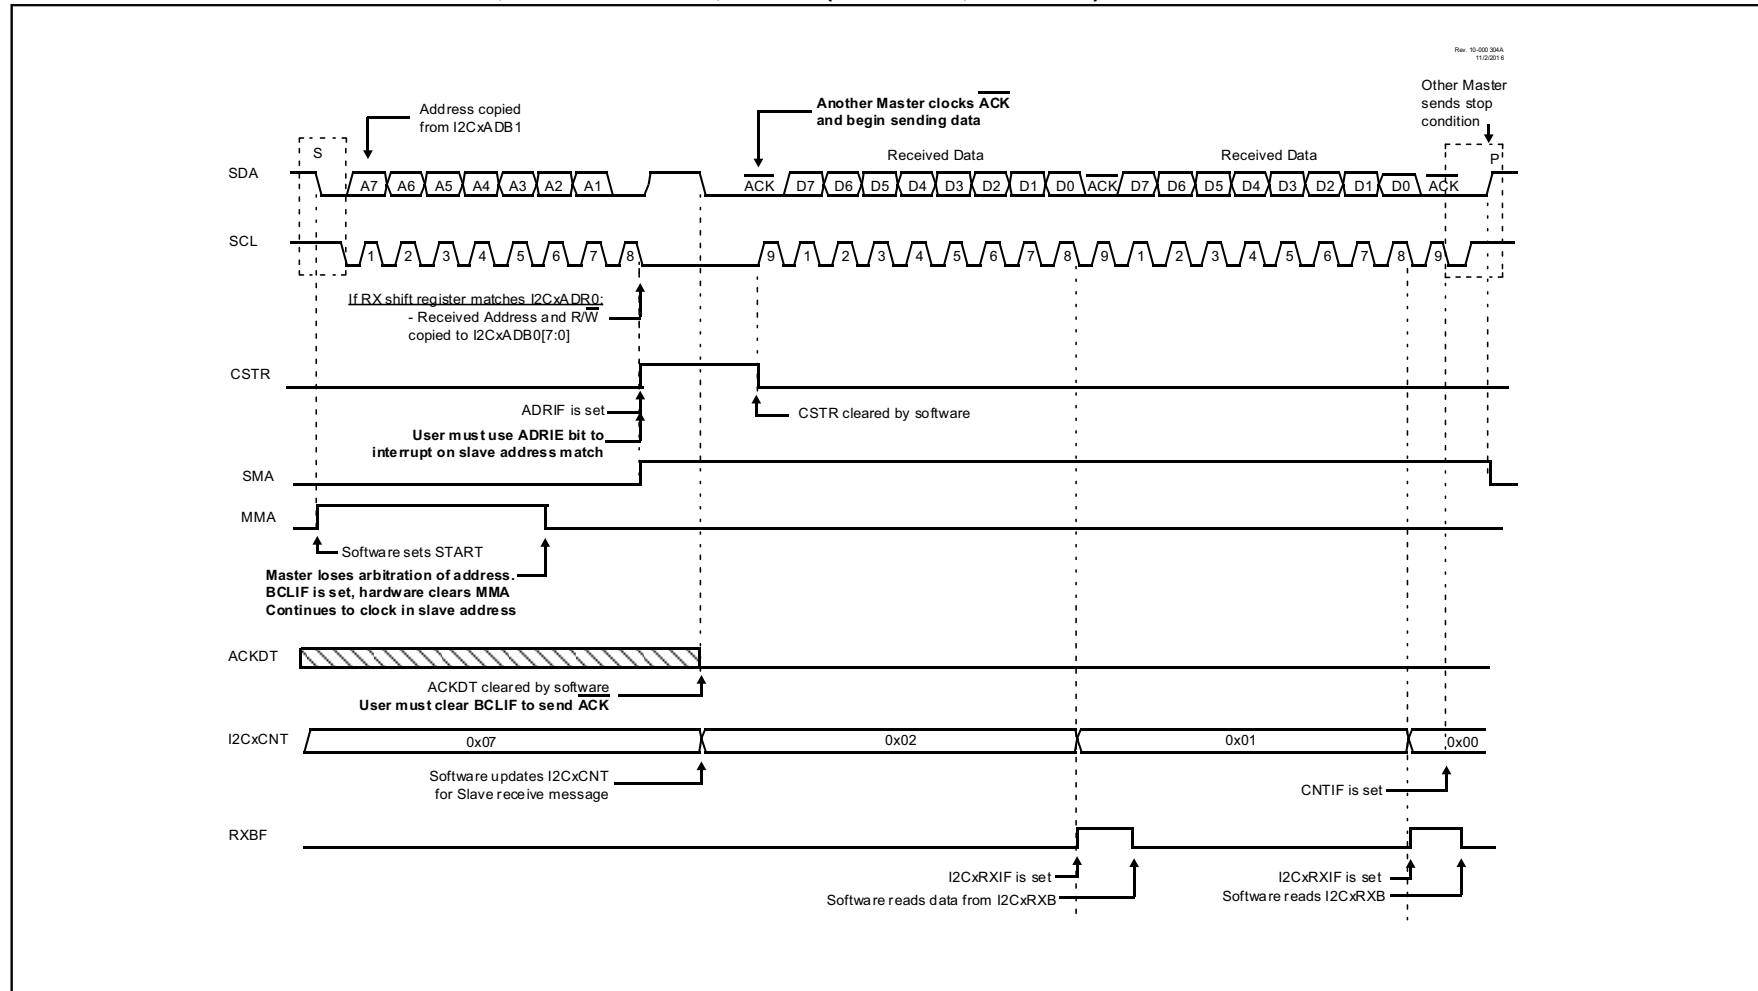 Rev. 10-000 304A
11/2/2016
Other Master
sends stop
condition
Address copied
from I2CxADB1
Another Master clocks ACK
and begin sending data
S
Received Data
Received Data
P
SDA
A7 A6 A5 A4 A3 A2 A1 ACK D7 D6 D5 D4 D3 D2 D1 D0 ACK D7 D6 D5 D4 D3 D2 D1 D0 ACK
SCL
1 2 3 4 5 6 7 8 9 1 2 3 4 5 6 7 8 9 1 2 3 4 5 6 7 8 9
If RX shift register matches I2CxADR0:
- Received Address and R/W
copied to I2CxADB0[7:0]
CSTR
ADRIF is set
CSTR cleared by software
User must use ADRIE bit to
interrupt on slave address match
SMA
MMA
Software sets START
Master loses arbitration of address.
BCLIF is set, hardware clears MMA
Continues to clock in slave address
ACKDT
ACKDT cleared by software
User must clear BCLIF to send ACK
I2CxCNT
0x07 0x02 0x01 0x00
Software updates I2CxCNT
for Slave receive message
CNTIF is set
RXBF
I2CxRXIF is set
Software reads data from I2CxRXB
I2CxRXIF is set
Software reads I2CxRXB